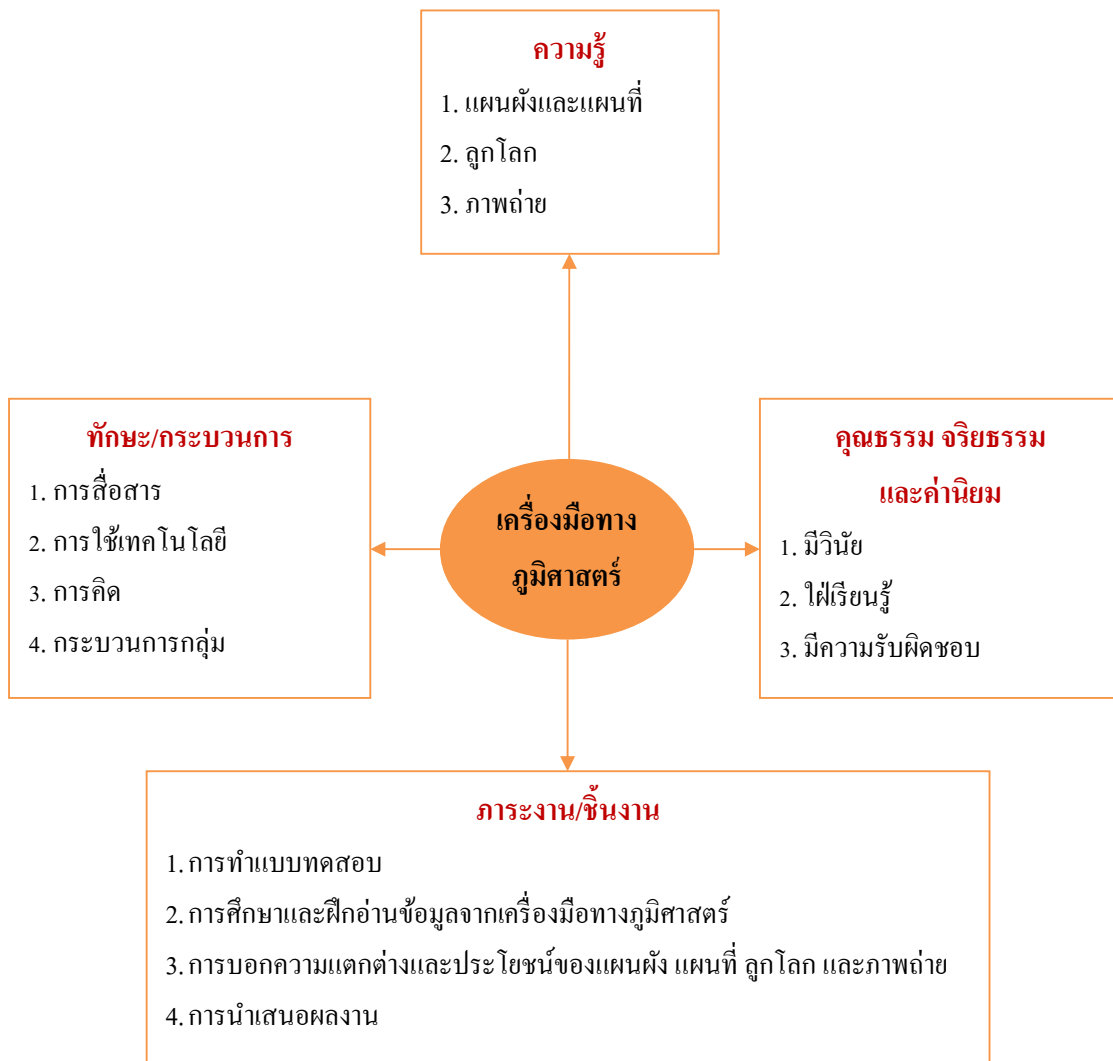 ความรู้
1. แผนผังและแผนที่
2. ลูกโลก
3. ภาพถ่าย
ทักษะ/กระบวนการ
1. การสื่อสาร
2. การใช้เทคโนโลยี
3. การคิด
4. กระบวนการกลุ่ม
เครื่องมือทาง
ภูมิศาสตร์
คุณธรรม จริยธรรม
และค่านิยม
1. มีวินัย
2. ใฝ่เรียนรู้
3. มีความรับผิดชอบ
ภาระงาน/ชิ้นงาน
1. การทำแบบทดสอบ
2. การศึกษาและฝึกอ่านข้อมูลจากเครื่องมือทางภูมิศาสตร์
3. การบอกความแตกต่างและประโยชน์ของแผนผัง แผนที่ ลูกโลก และภาพถ่าย
4. การนำเสนอผลงาน